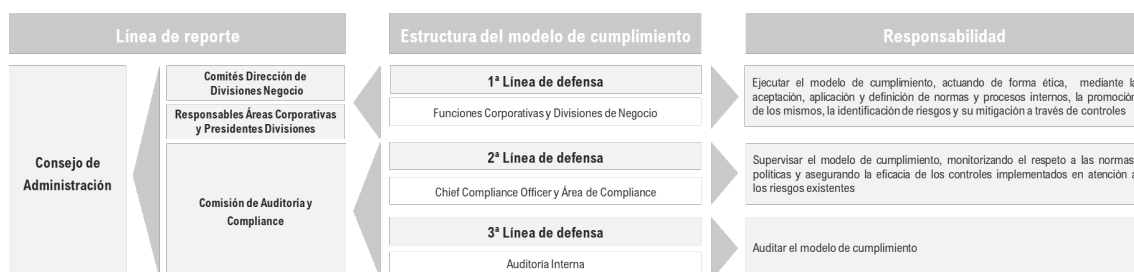 Línea de reporte
Estructura del modelo de cumplimiento
Responsabilidad
Consejo de
Administración
Comités Dirección de
Divisiones Negocio
Responsables Áreas Corporativas
y Presidentes Divisiones
Comisión de Auditoría y
Compliance
1ª Línea de defensa
Funciones Corporativas y Divisiones de Negocio
2ª Línea de defensa
Chief Compliance Officer y Área de Compliance
3ª Línea de defensa
Auditoría Interna
Ejecutar el modelo de cumplimiento, actuando de forma ética, mediante
aceptación, aplicación y definición de normas y procesos internos, la promoción
de los mismos, la identificación de riesgos y su mitigación a través de controles
Supervisar el modelo de cumplimiento, monitorizando el respeto a las normas
políticas y asegurando la eficacia de los controles implementados en atención a
los riesgos existentes
Auditar el modelo de cumplimiento